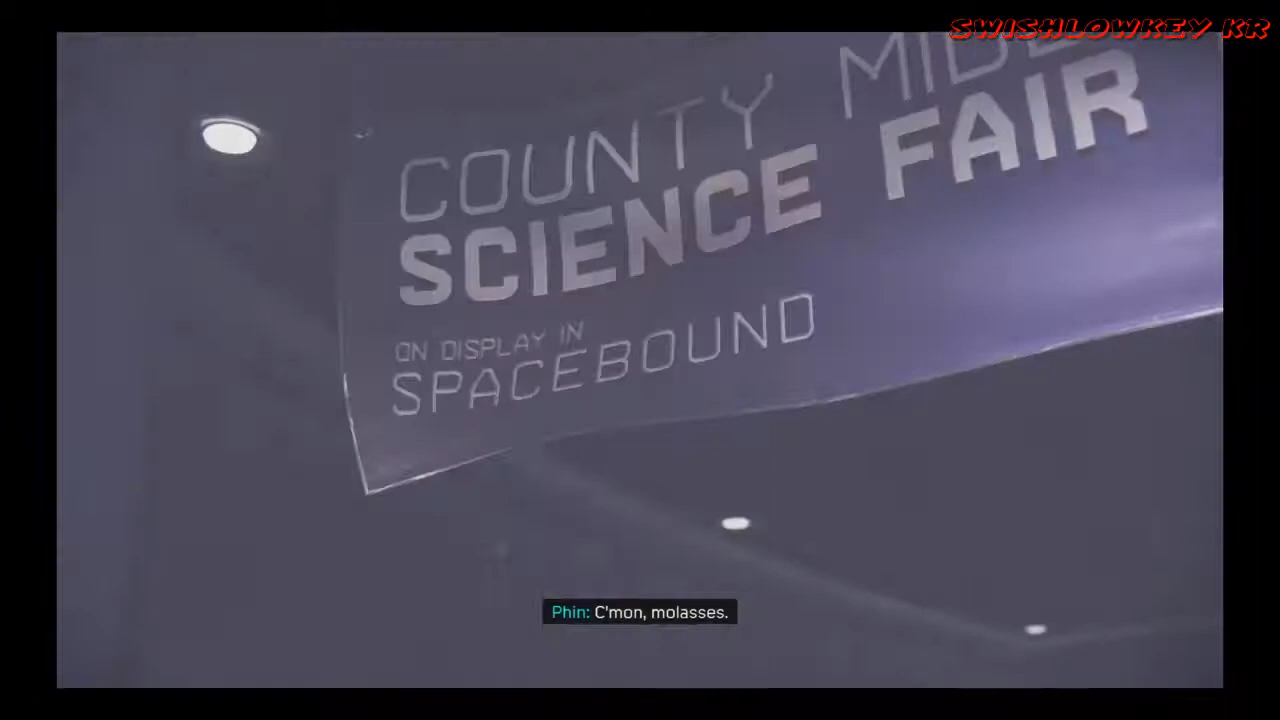 SWISHLOWKEY KR
COUNTY
SCIENCE FAIR
ON DISPLAY IN
SPACEBOUND
Phin: C'mon, molasses.